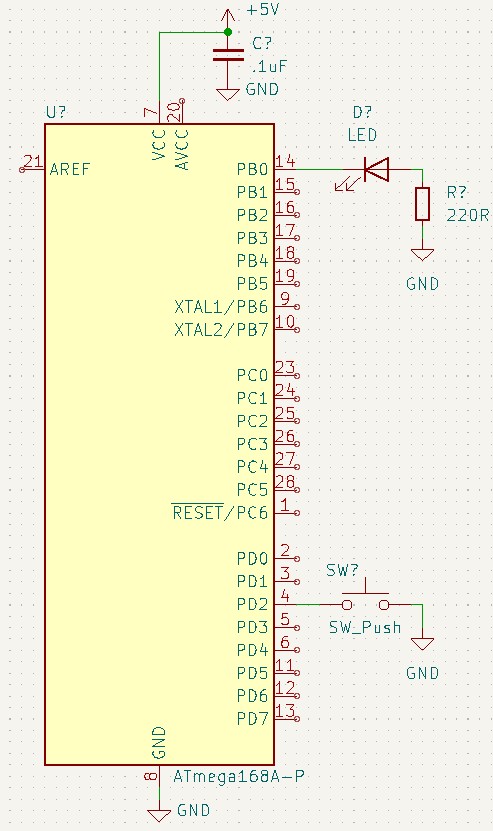 +5V
C?
.1uF
GND
U?
7
20
D?
LED
VCC
AVCC
21
AREF
PB0
14
PB1
15
R?
220R
PB2
16
PB3
17
PB4
18
GND
PB5
19
XTAL1/PB6
9
XTAL2/PB7
10
PC0
23
PC1
24
PC2
25
PC3
26
PC4
27
PC5
28
RESET/PC6
1
PD0
2
SW?
PD1
3
PD2
4
PD3
5
SW_Push
PD4
6
PD5
11
GND
PD6
12
PD7
13
GND
8
ATmega168A-P
GND